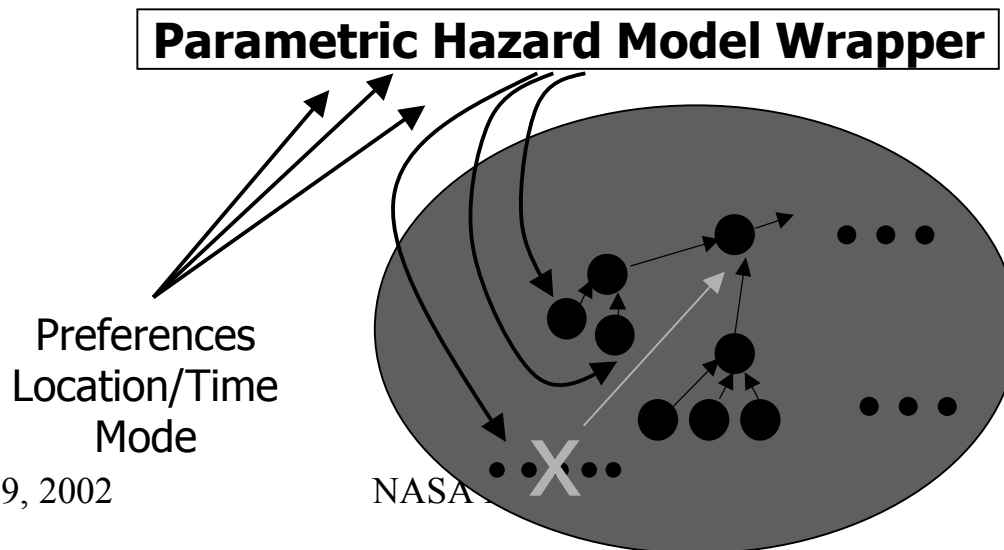 Parametric Hazard Model Wrapper
Preferences
Location/Time
Mode
X
9, 2002
NASA